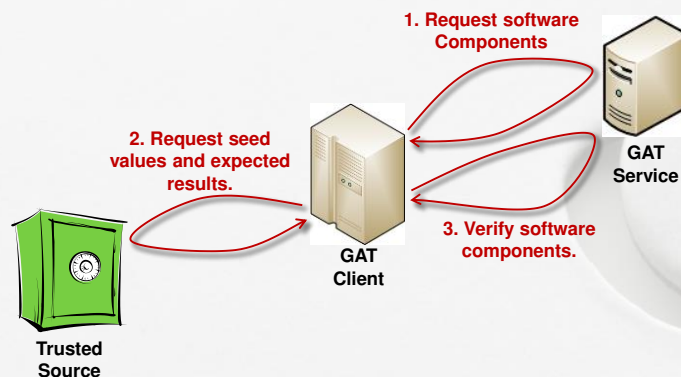 1. Request software
Components
2. Request seed
values and expected
results.
GAT
Service
3. Verify software
components.
GAT
Client
Trusted
Source